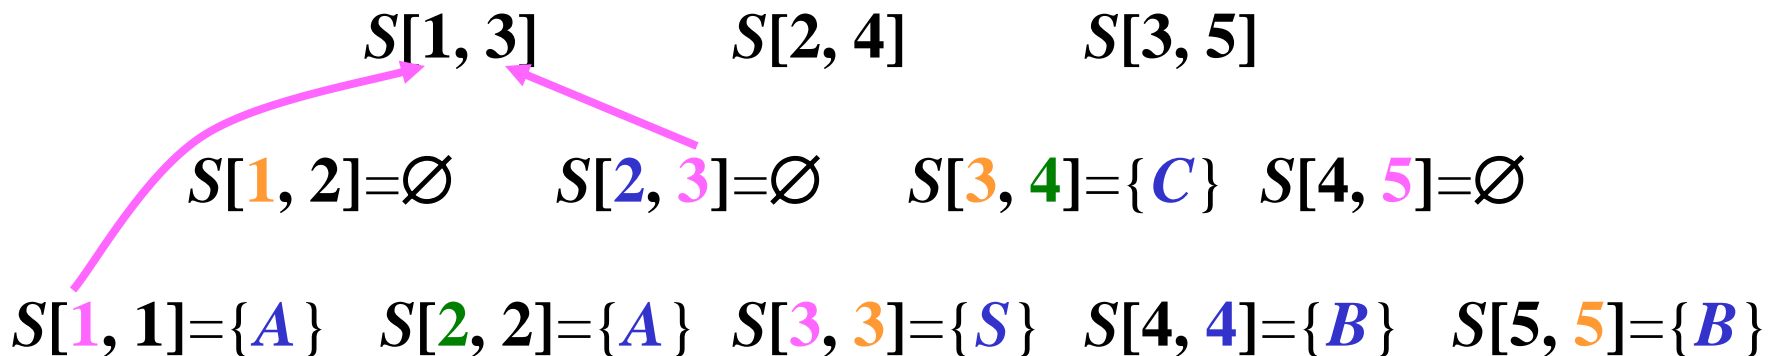 S[1, 3] S[2, 4] S[3, 5]
S[1, 2]=∅ S[2, 3]=∅ S[3, 4]={C} S[4, 5]=∅
S[1, 1]={A} S[2, 2]={A} S[3, 3]={S} S[4, 4]={B} S[5, 5]={B}